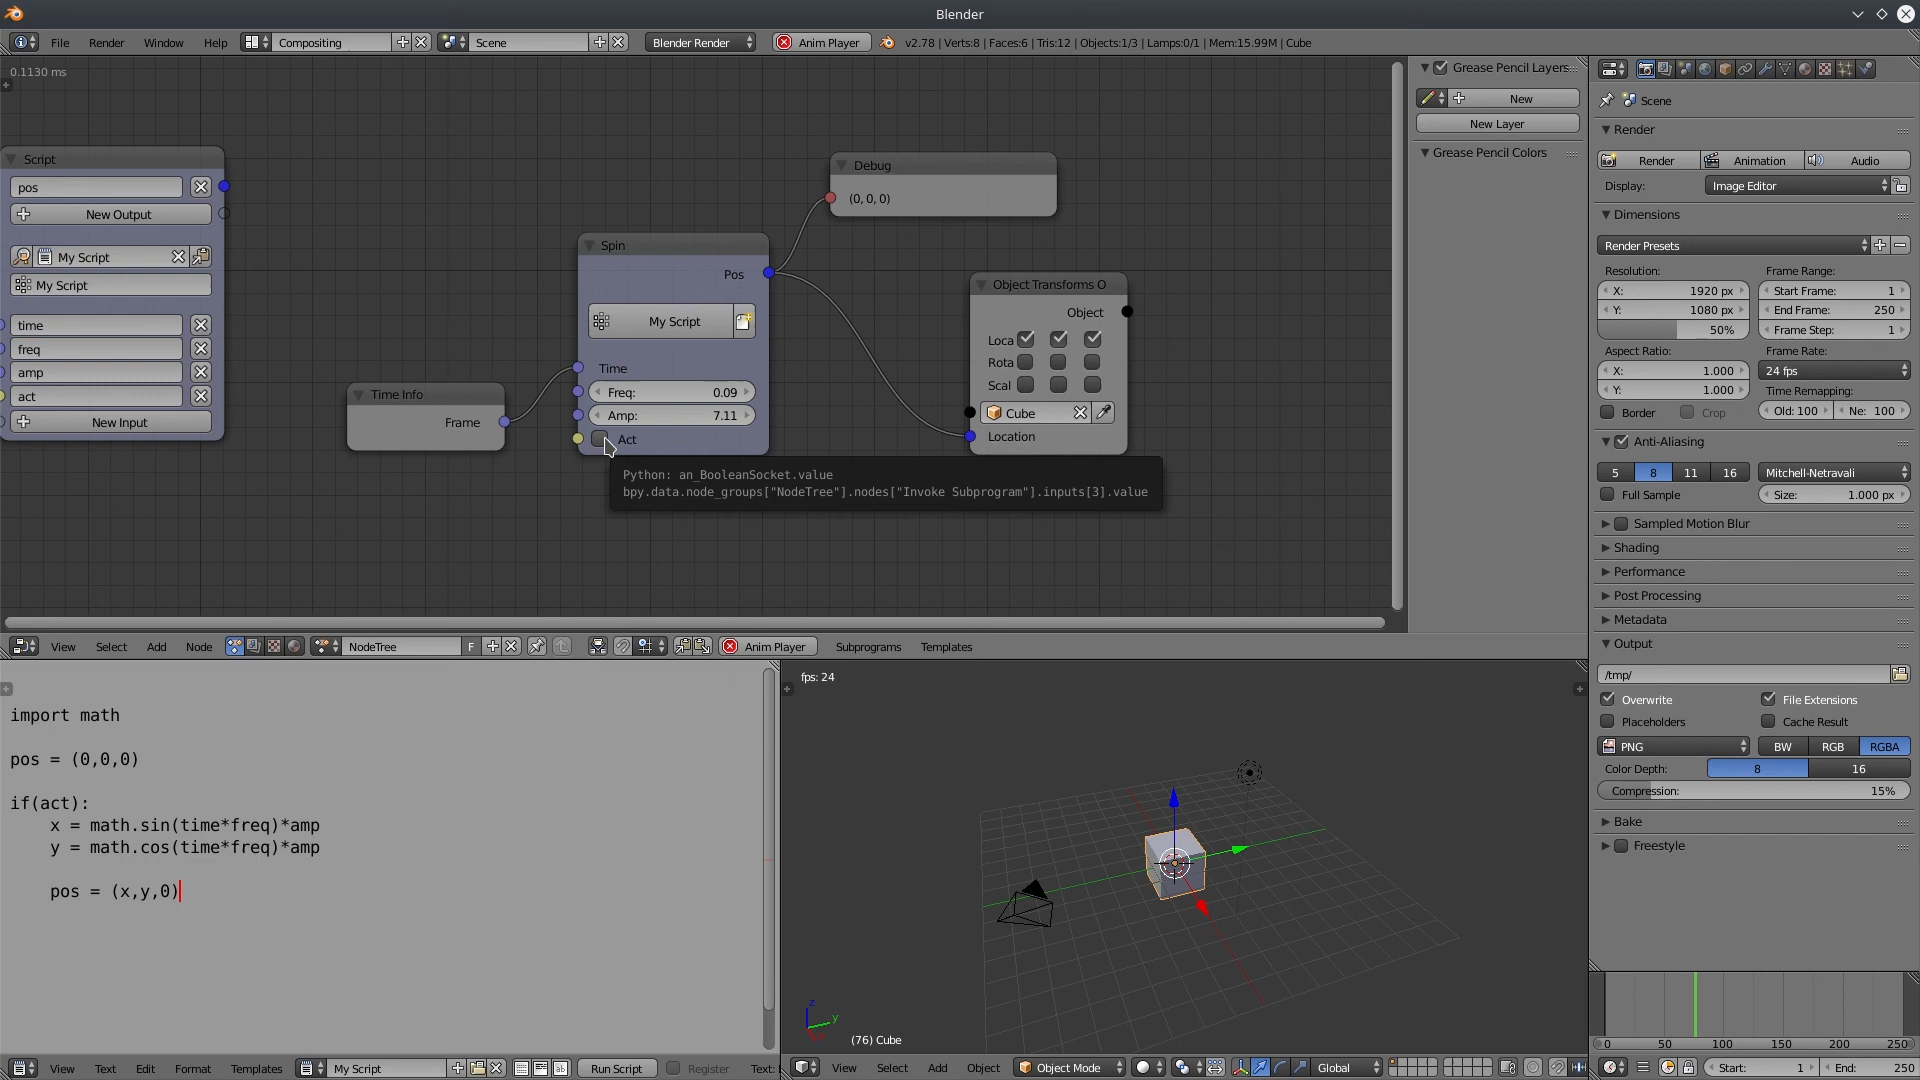 Blender
File Render Window Help Compositing Scene Blender Render Anim Player v2.78 | Verts:8 | Faces:6 | Tris:12 | Objects:1/3 | Lamps:0/1 | Mem:15.99M | Cube
0.1130 ms
Script
pos
New Output
My Script
My Script
time
freq
amp
act
New Input
Time Info
Frame
Spin
Pos
My Script
Time
Freq: 0.09
Amp: 7.11
Act
Python: an_BooleanSocket.value
bpy.data.node_groups["NodeTree"].nodes["Invoke Subprogram"].inputs[3].value
Debug
(0, 0, 0)
Object Transforms O
Object
Loca
Rota
Scal
Cube
Location
Grease Pencil Layers
New
New Layer
Grease Pencil Colors
View Select Add Node NodeTree F Anim Player Subprograms Templates
import math
pos = (0,0,0)
if(act):
x = math.sin(time*freq)*amp
y = math.cos(time*freq)*amp
pos = (x,y,0)
View Text Edit Format Templates My Script Run Script Register Text:
fps: 24
z
y
(76) Cube
View Select Add Object Object Mode Global
Scene
Render
Render Animation Audio
Display: Image Editor
Dimensions
Render Presets
Resolution: Frame Range:
X: 1920 px Start Frame: 1
Y: 1080 px End Frame: 250
50% Frame Step: 1
Aspect Ratio: Frame Rate:
X: 1.000 24 fps
Y: 1.000 Time Remapping:
Border Crop Old: 100 Ne: 100
Anti-Aliasing
5 8 11 16 Mitchell-Netravali
Full Sample Size: 1.000 px
Sampled Motion Blur
Shading
Performance
Post Processing
Metadata
Output
/tmp/
Overwrite File Extensions
Placeholders Cache Result
PNG BW RGB RGBA
Color Depth: 8 16
Compression: 15%
Bake
Freestyle
0 50 100 150 200 250
Start: 1 End: 250